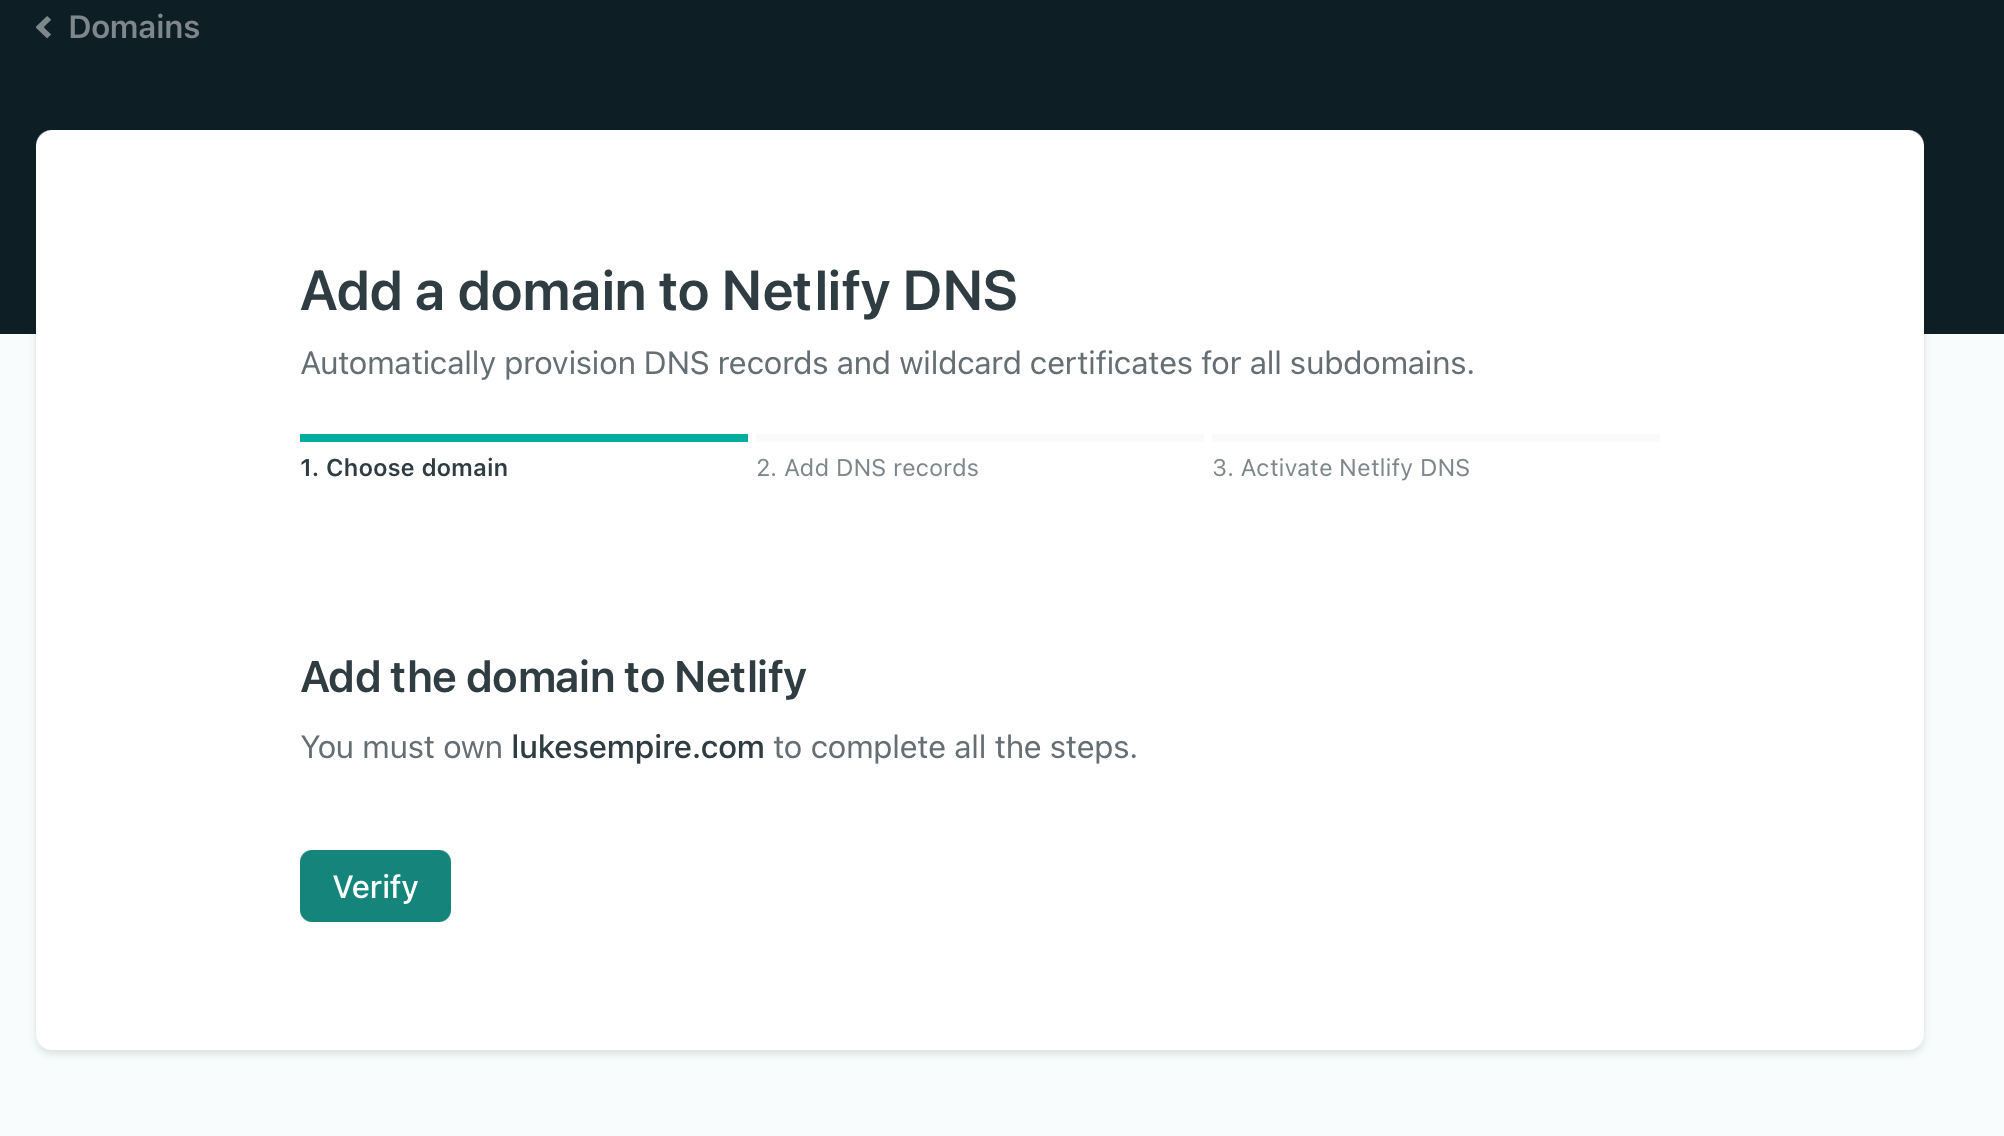 Domains
Add a domain to Netlify DNS
Automatically provision DNS records and wildcard certificates for all subdomains.
1. Choose domain
2. Add DNS records
3. Activate Netlify DNS
Add the domain to Netlify
You must own lukesempire.com to complete all the steps.
Verify